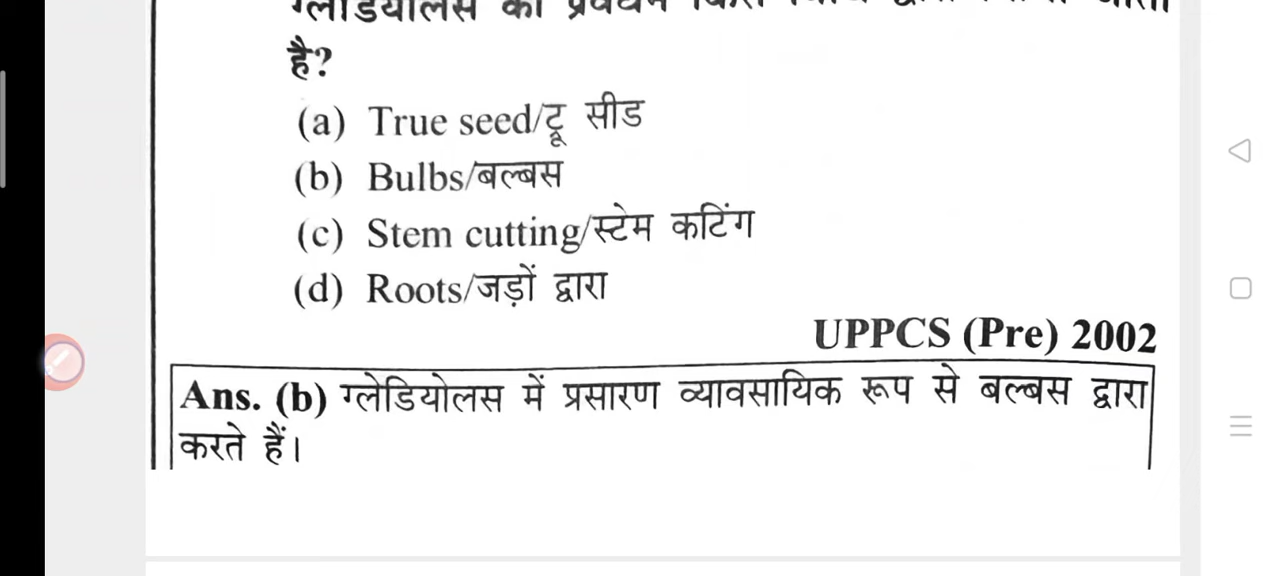 है?
(a) True seed/ट्रू सीड
(b) Bulbs/बल्बस
(c) Stem cutting/स्टेम कटिंग
(d) Roots/जड़ों द्वारा
UPPCS (Pre) 2002
Ans. (b) ग्लेडियोलस में प्रसारण व्यावसायिक रूप से बल्बस द्वारा
करते हैं।